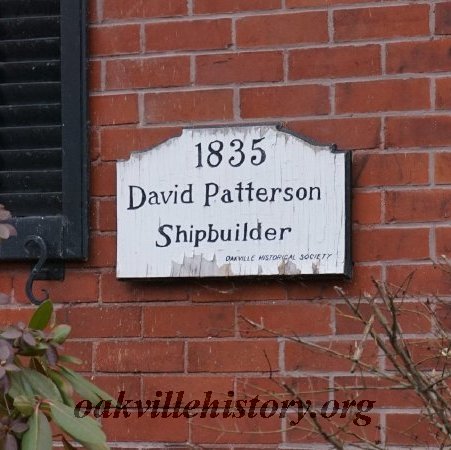 1835
David Patterson
Shipbuilder
OAKVILLE HISTORICAL SOCIETY
oakvillehistory.org